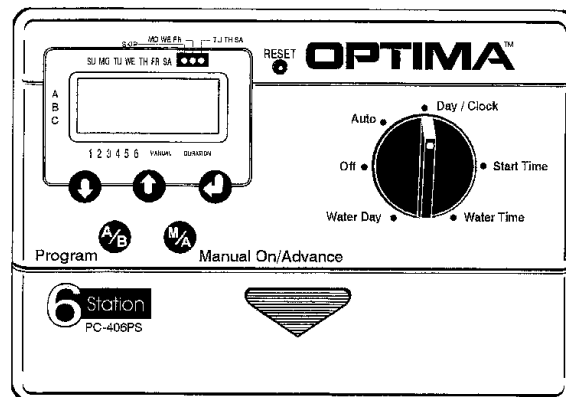 MO WE FR TU TH SA
SKIP
SU MO TU WE TH FR SA
A
B
C
1 2 3 4 5 6 MANUAL DURATION
RESET
OPTIMA™
Day / Clock
Auto
Off
Start Time
Water Day
Water Time
A/B
M/A
Program
Manual On/Advance
6 Station
PC-406PS